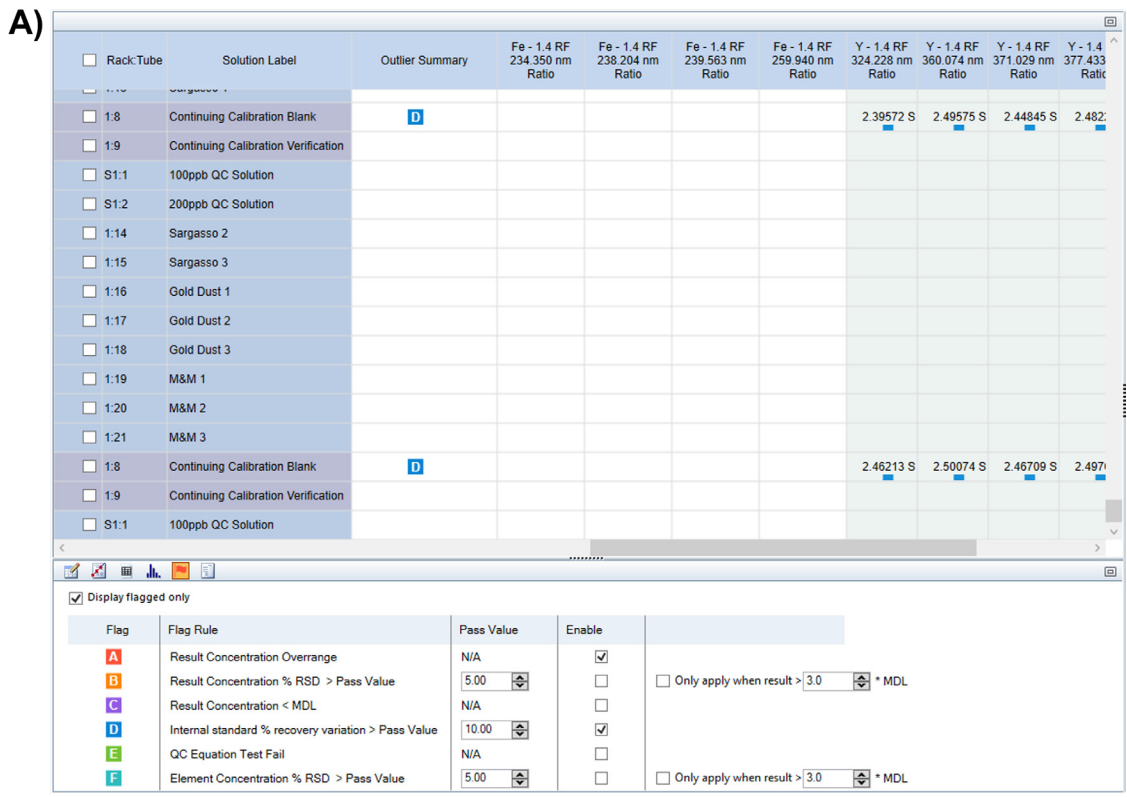 A)
Rack:Tube Solution Label Outlier Summary Fe - 1.4 RF 234.350 nm Ratio Fe - 1.4 RF 238.204 nm Ratio Fe - 1.4 RF 239.563 nm Ratio Fe - 1.4 RF 259.940 nm Ratio Y - 1.4 RF 324.228 nm Ratio Y - 1.4 RF 360.074 nm Ratio Y - 1.4 RF 371.029 nm Ratio Y - 1.4 377.433 Ratio
1:8 Continuing Calibration Blank D 2.39572 S 2.49575 S 2.44845 S 2.482
1:9 Continuing Calibration Verification
S1:1 100ppb QC Solution
S1:2 200ppb QC Solution
1:14 Sargasso 2
1:15 Sargasso 3
1:16 Gold Dust 1
1:17 Gold Dust 2
1:18 Gold Dust 3
1:19 M&M 1
1:20 M&M 2
1:21 M&M 3
1:8 Continuing Calibration Blank D 2.46213 S 2.50074 S 2.46709 S 2.497
1:9 Continuing Calibration Verification
S1:1 100ppb QC Solution
Display flagged only
Flag Flag Rule Pass Value Enable
A Result Concentration Overrange N/A
B Result Concentration % RSD > Pass Value 5.00 Only apply when result > 3.0 * MDL
C Result Concentration < MDL N/A
D Internal standard % recovery variation > Pass Value 10.00
E QC Equation Test Fail N/A
F Element Concentration % RSD > Pass Value 5.00 Only apply when result > 3.0 * MDL